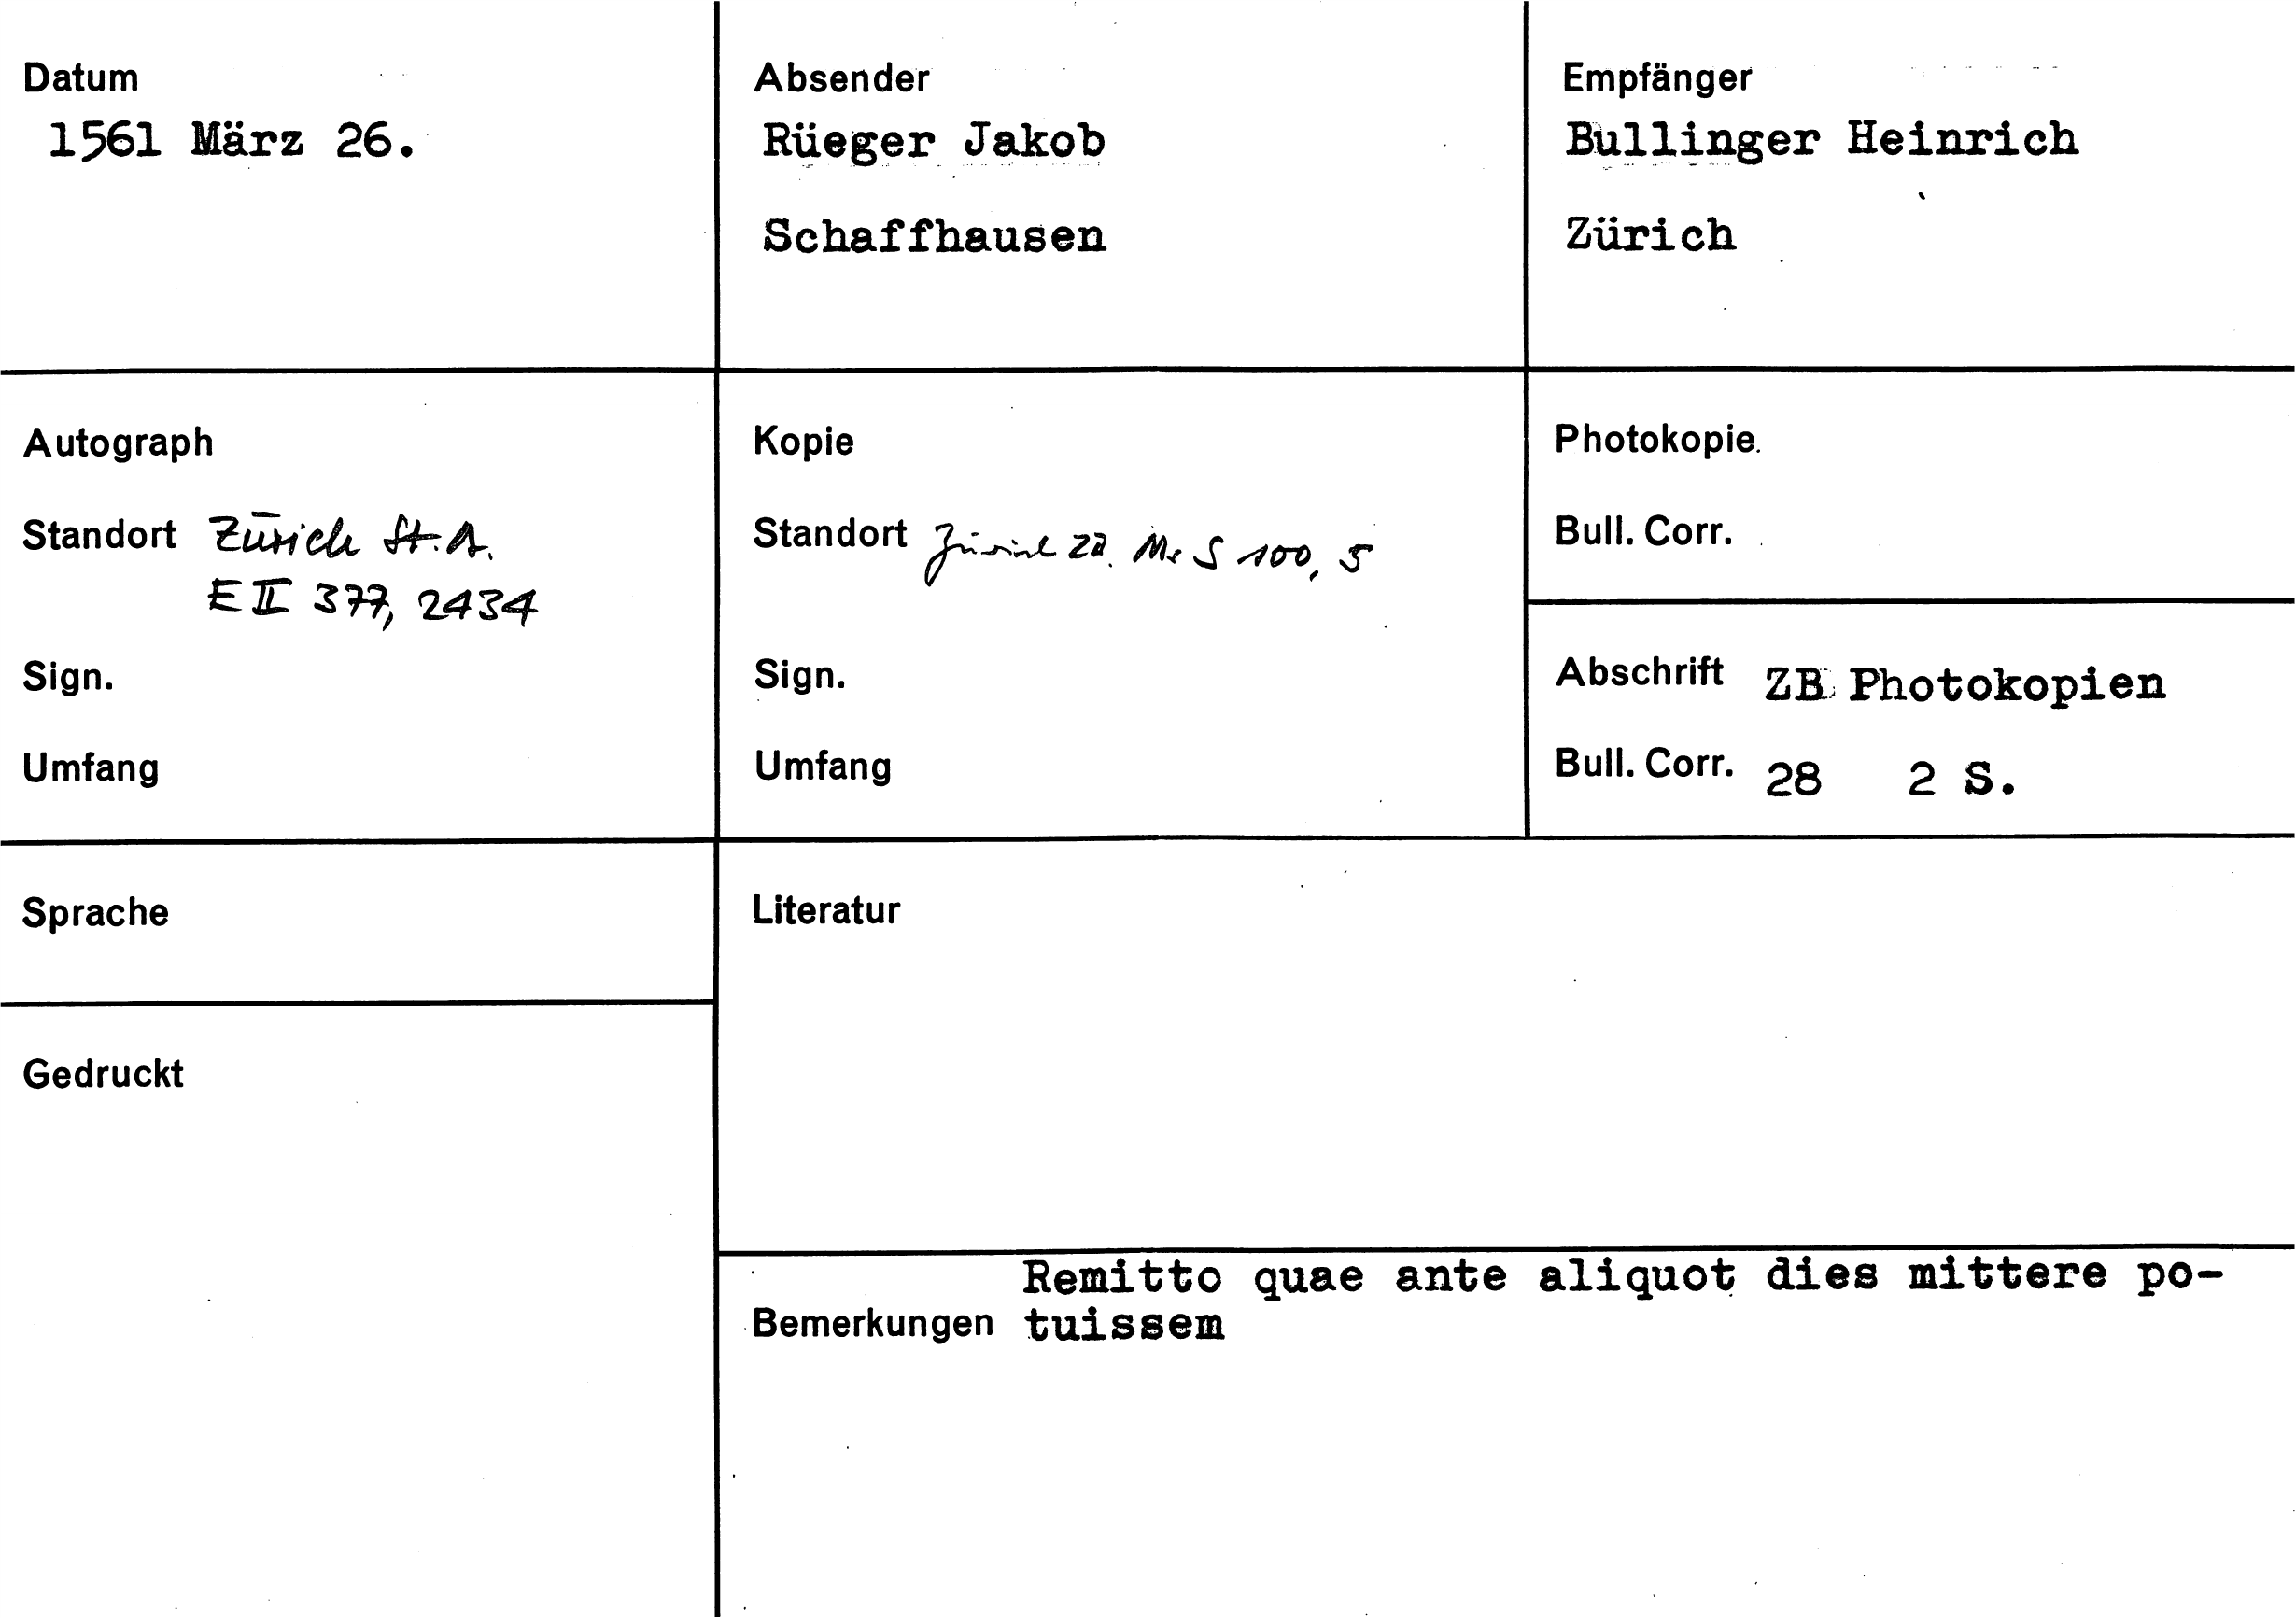 Datum
1561 März 26.
Absender
Rüeger Jakob
Schaffhausen
Empfänger
Bullinger Heinrich
Zürich
Autograph
Standort Zürich St.A.
E II 377, 2434
Sign.
Umfang
Kopie
Standort Zürich ZB. Ms S 100, 5
Sign.
Umfang
Photokopie.
Bull. Corr.
Abschrift ZB Photokopien
Bull. Corr. 28 2 S.
Sprache
Literatur
Gedruckt
Remitto quae ante aliquot dies mittere po-
Bemerkungen tuissem